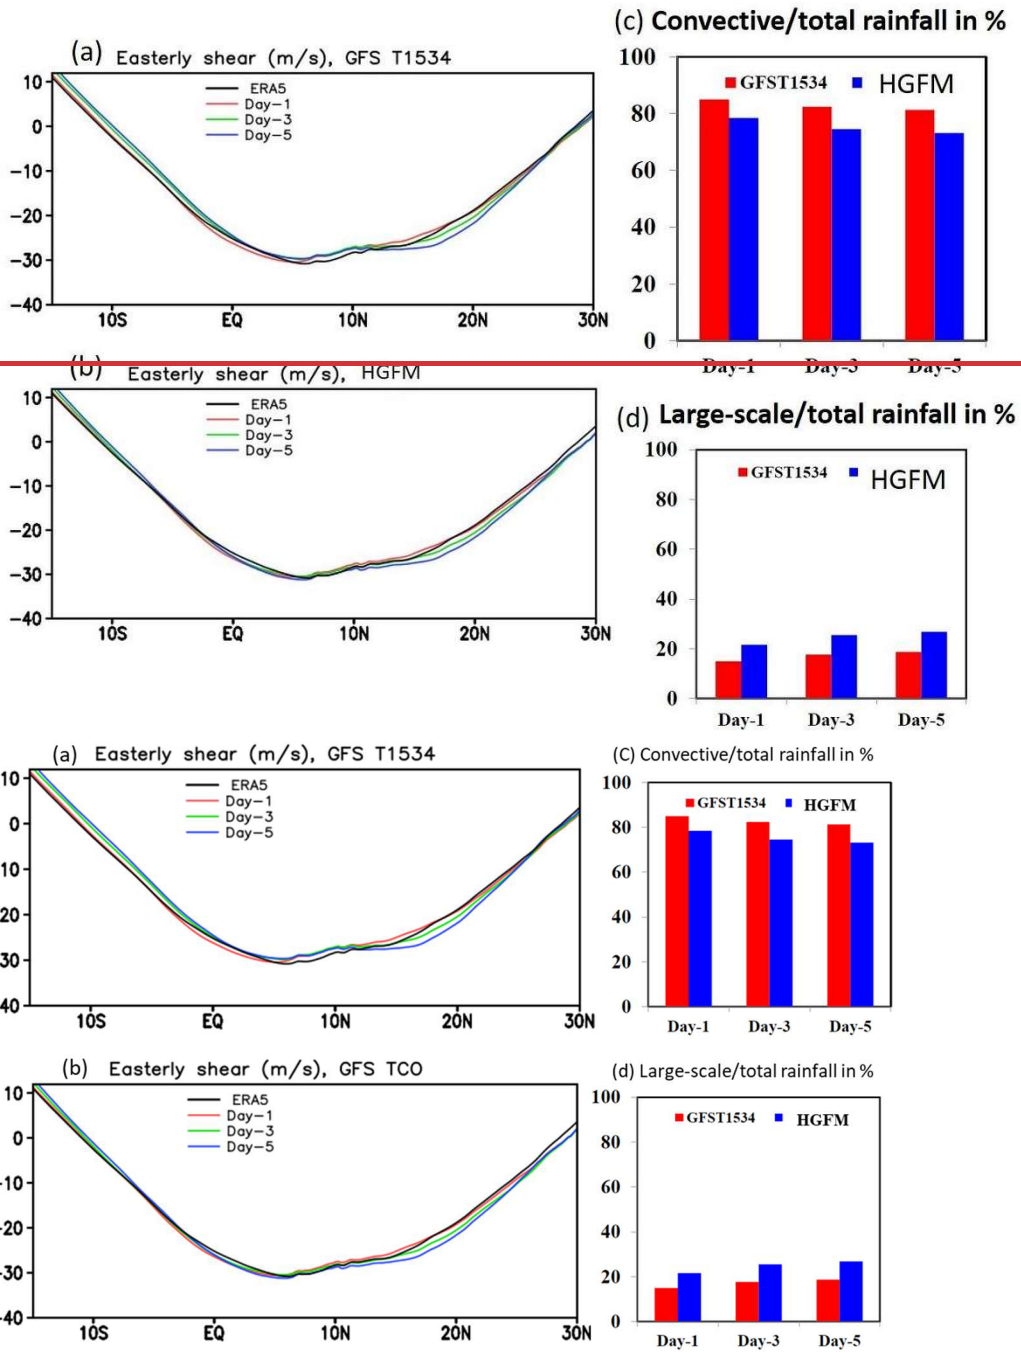 (a) Easterly shear (m/s), GFS T1534
ERA5
Day-1
Day-3
Day-5
10
0
-10
-20
-30
-40
10S EQ 10N 20N 30N
(c) Convective/total rainfall in %
GFST1534 HGFM
100
80
60
40
20
0
Day-1 Day-3 Day-5
(b) Easterly shear (m/s), HGFM
ERA5
Day-1
Day-3
Day-5
10
0
-10
-20
-30
-40
10S EQ 10N 20N 30N
(d) Large-scale/total rainfall in %
GFST1534 HGFM
100
80
60
40
20
0
Day-1 Day-3 Day-5
(a) Easterly shear (m/s), GFS T1534
ERA5
Day-1
Day-3
Day-5
10
0
10
20
30
40
10S EQ 10N 20N 30N
(C) Convective/total rainfall in %
GFST1534 HGFM
100
80
60
40
20
0
Day-1 Day-3 Day-5
(b) Easterly shear (m/s), GFS TCO
ERA5
Day-1
Day-3
Day-5
10
0
-10
-20
-30
-40
10S EQ 10N 20N 30N
(d) Large-scale/total rainfall in %
GFST1534 HGFM
100
80
60
40
20
0
Day-1 Day-3 Day-5